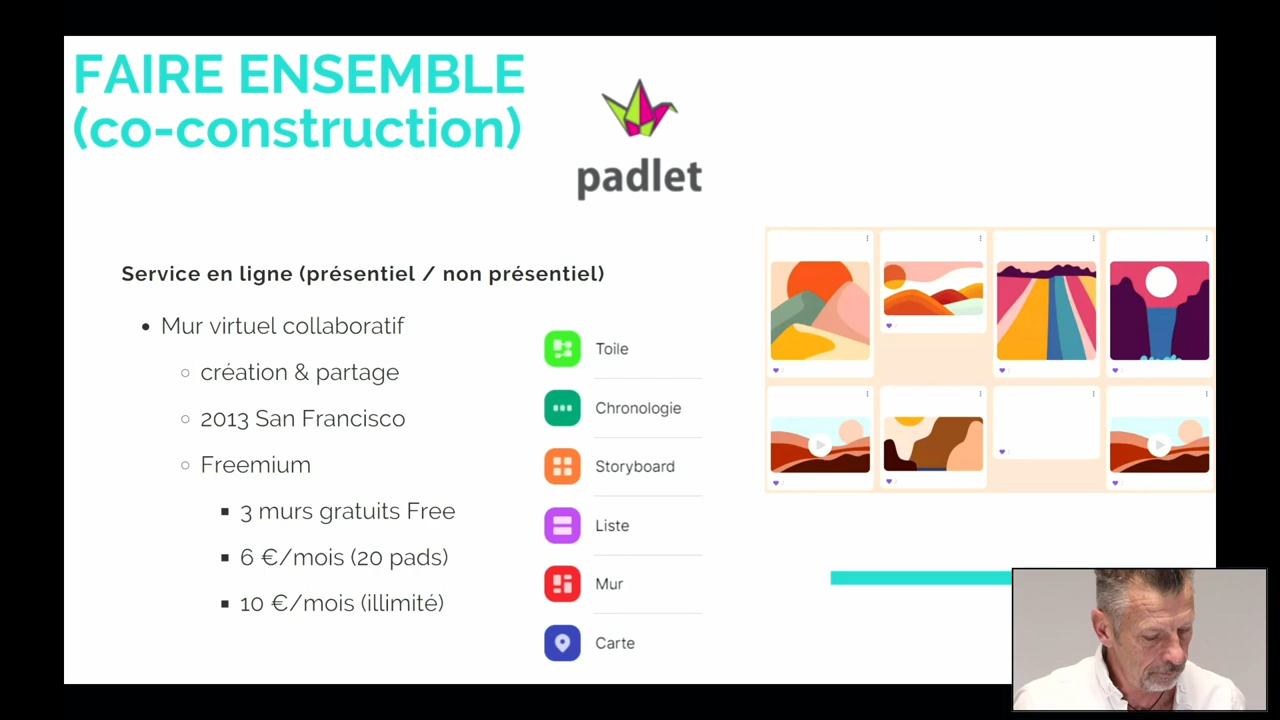 FAIRE ENSEMBLE
(co-construction)
padlet
Service en ligne (présentiel / non présentiel)
Mur virtuel collaboratif
création & partage
2013 San Francisco
Freemium
3 murs gratuits Free
6 €/mois (20 pads)
10 €/mois (illimité)
Toile
Chronologie
Storyboard
Liste
Mur
Carte